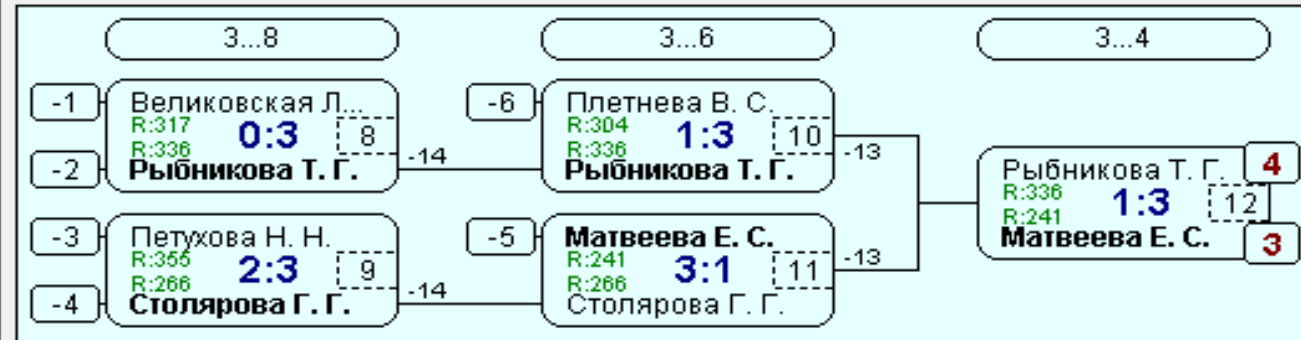 3...8
3...6
3...4
-1
Великовская Л...
R:317
0:3
8
R:336
-2
Рыбникова Т. Г.
-14
-3
Петухова Н. Н.
R:355
2:3
9
R:266
-4
Столярова Г. Г.
-14
-6
Плетнева В. С.
R:304
1:3
10
R:336
Рыбникова Т. Г.
-13
-5
Матвеева Е. С.
R:241
3:1
11
R:266
Столярова Г. Г.
-13
Рыбникова Т. Г.
4
R:336
1:3
12
R:241
Матвеева Е. С.
3